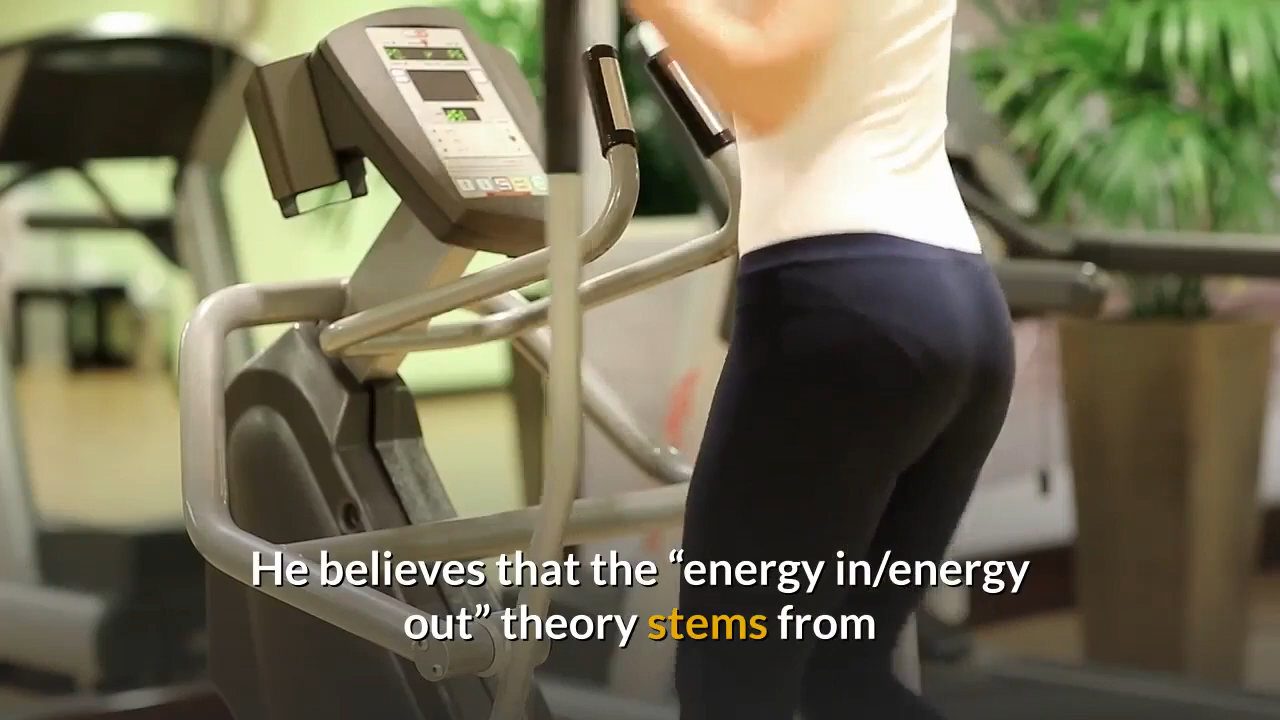 He believes that the “energy in/energy
out” theory stems from